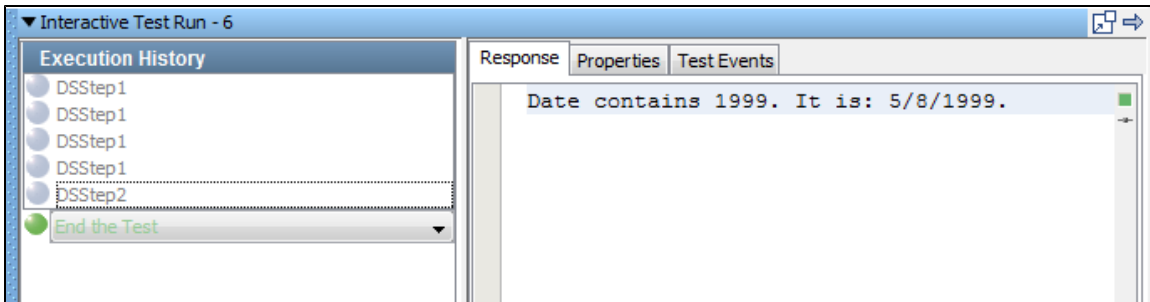 Interactive Test Run - 6
Execution History
DSStep1
DSStep1
DSStep1
DSStep1
DSStep2
End the Test
Response Properties Test Events
Date contains 1999. It is: 5/8/1999.